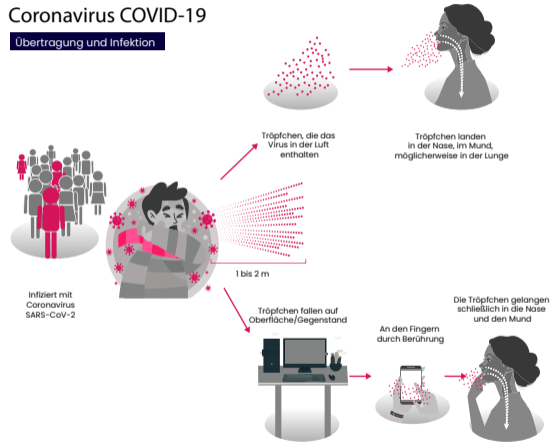 Coronavirus COVID-19
Übertragung und Infektion
Tröpfchen, die das
Virus in der Luft
enthalten
Tröpfchen landen
in der Nase, im Mund,
möglicherweise in der Lunge
1 bis 2 m
Infiziert mit
Coronavirus
SARS-CoV-2
Tröpfchen fallen auf
Oberfläche/Gegenstand
An den Fingern
durch Berührung
Die Tröpfchen gelangen
schließlich in die Nase
und den Mund